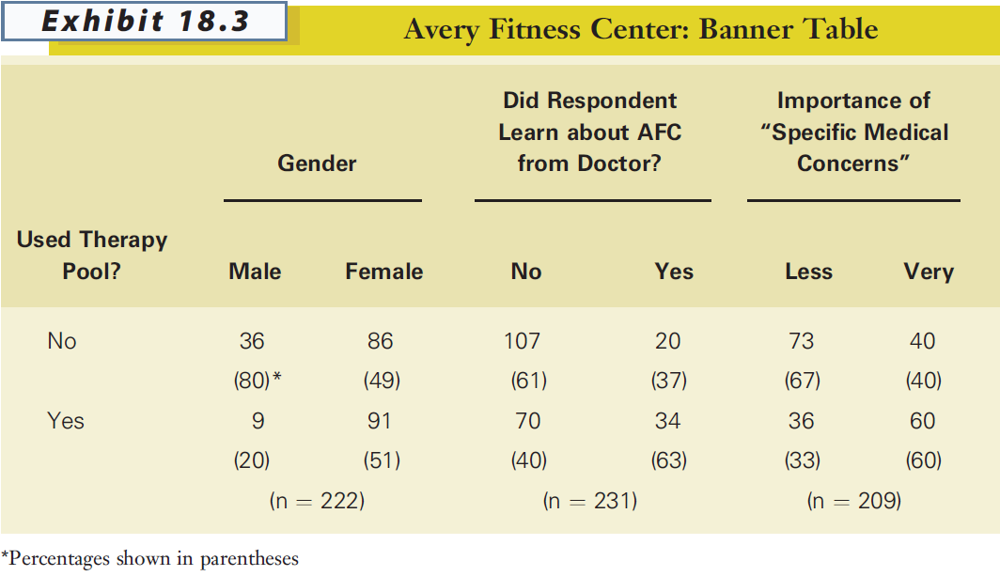 Exhibit 18.3
Avery Fitness Center: Banner Table
Gender
Did Respondent
Learn about AFC
from Doctor?
Importance of
“Specific Medical
Concerns”
Used Therapy
Pool?
Male Female No Yes Less Very
No 36 86 107 20 73 40
(80)* (49) (61) (37) (67) (40)
Yes 9 91 70 34 36 60
(20) (51) (40) (63) (33) (60)
(n = 222) (n = 231) (n = 209)
*Percentages shown in parentheses